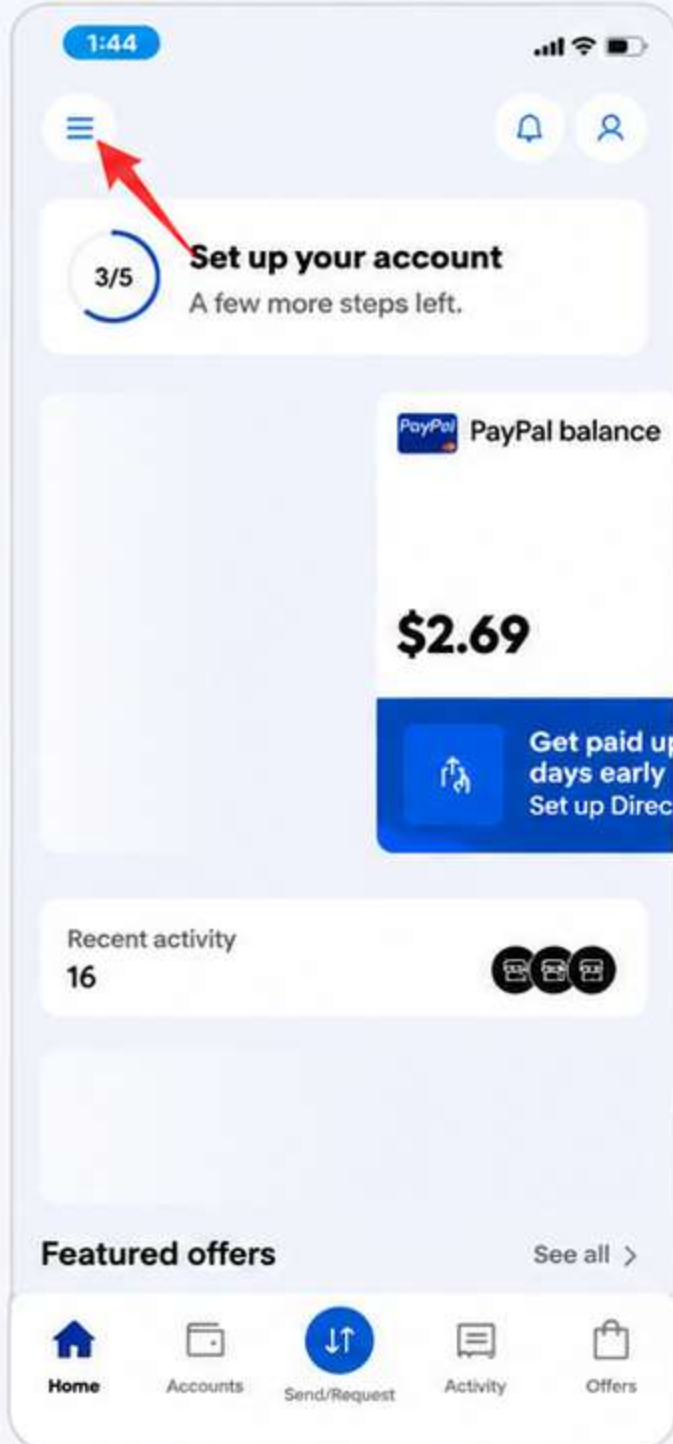 1:44
3/5
Set up your account
A few more steps left.
PayPal
PayPal balance
$2.69
Get paid up
days early
Set up Direc
Recent activity
16
Featured offers
See all >
Home
Accounts
Send/Request
Activity
Offers